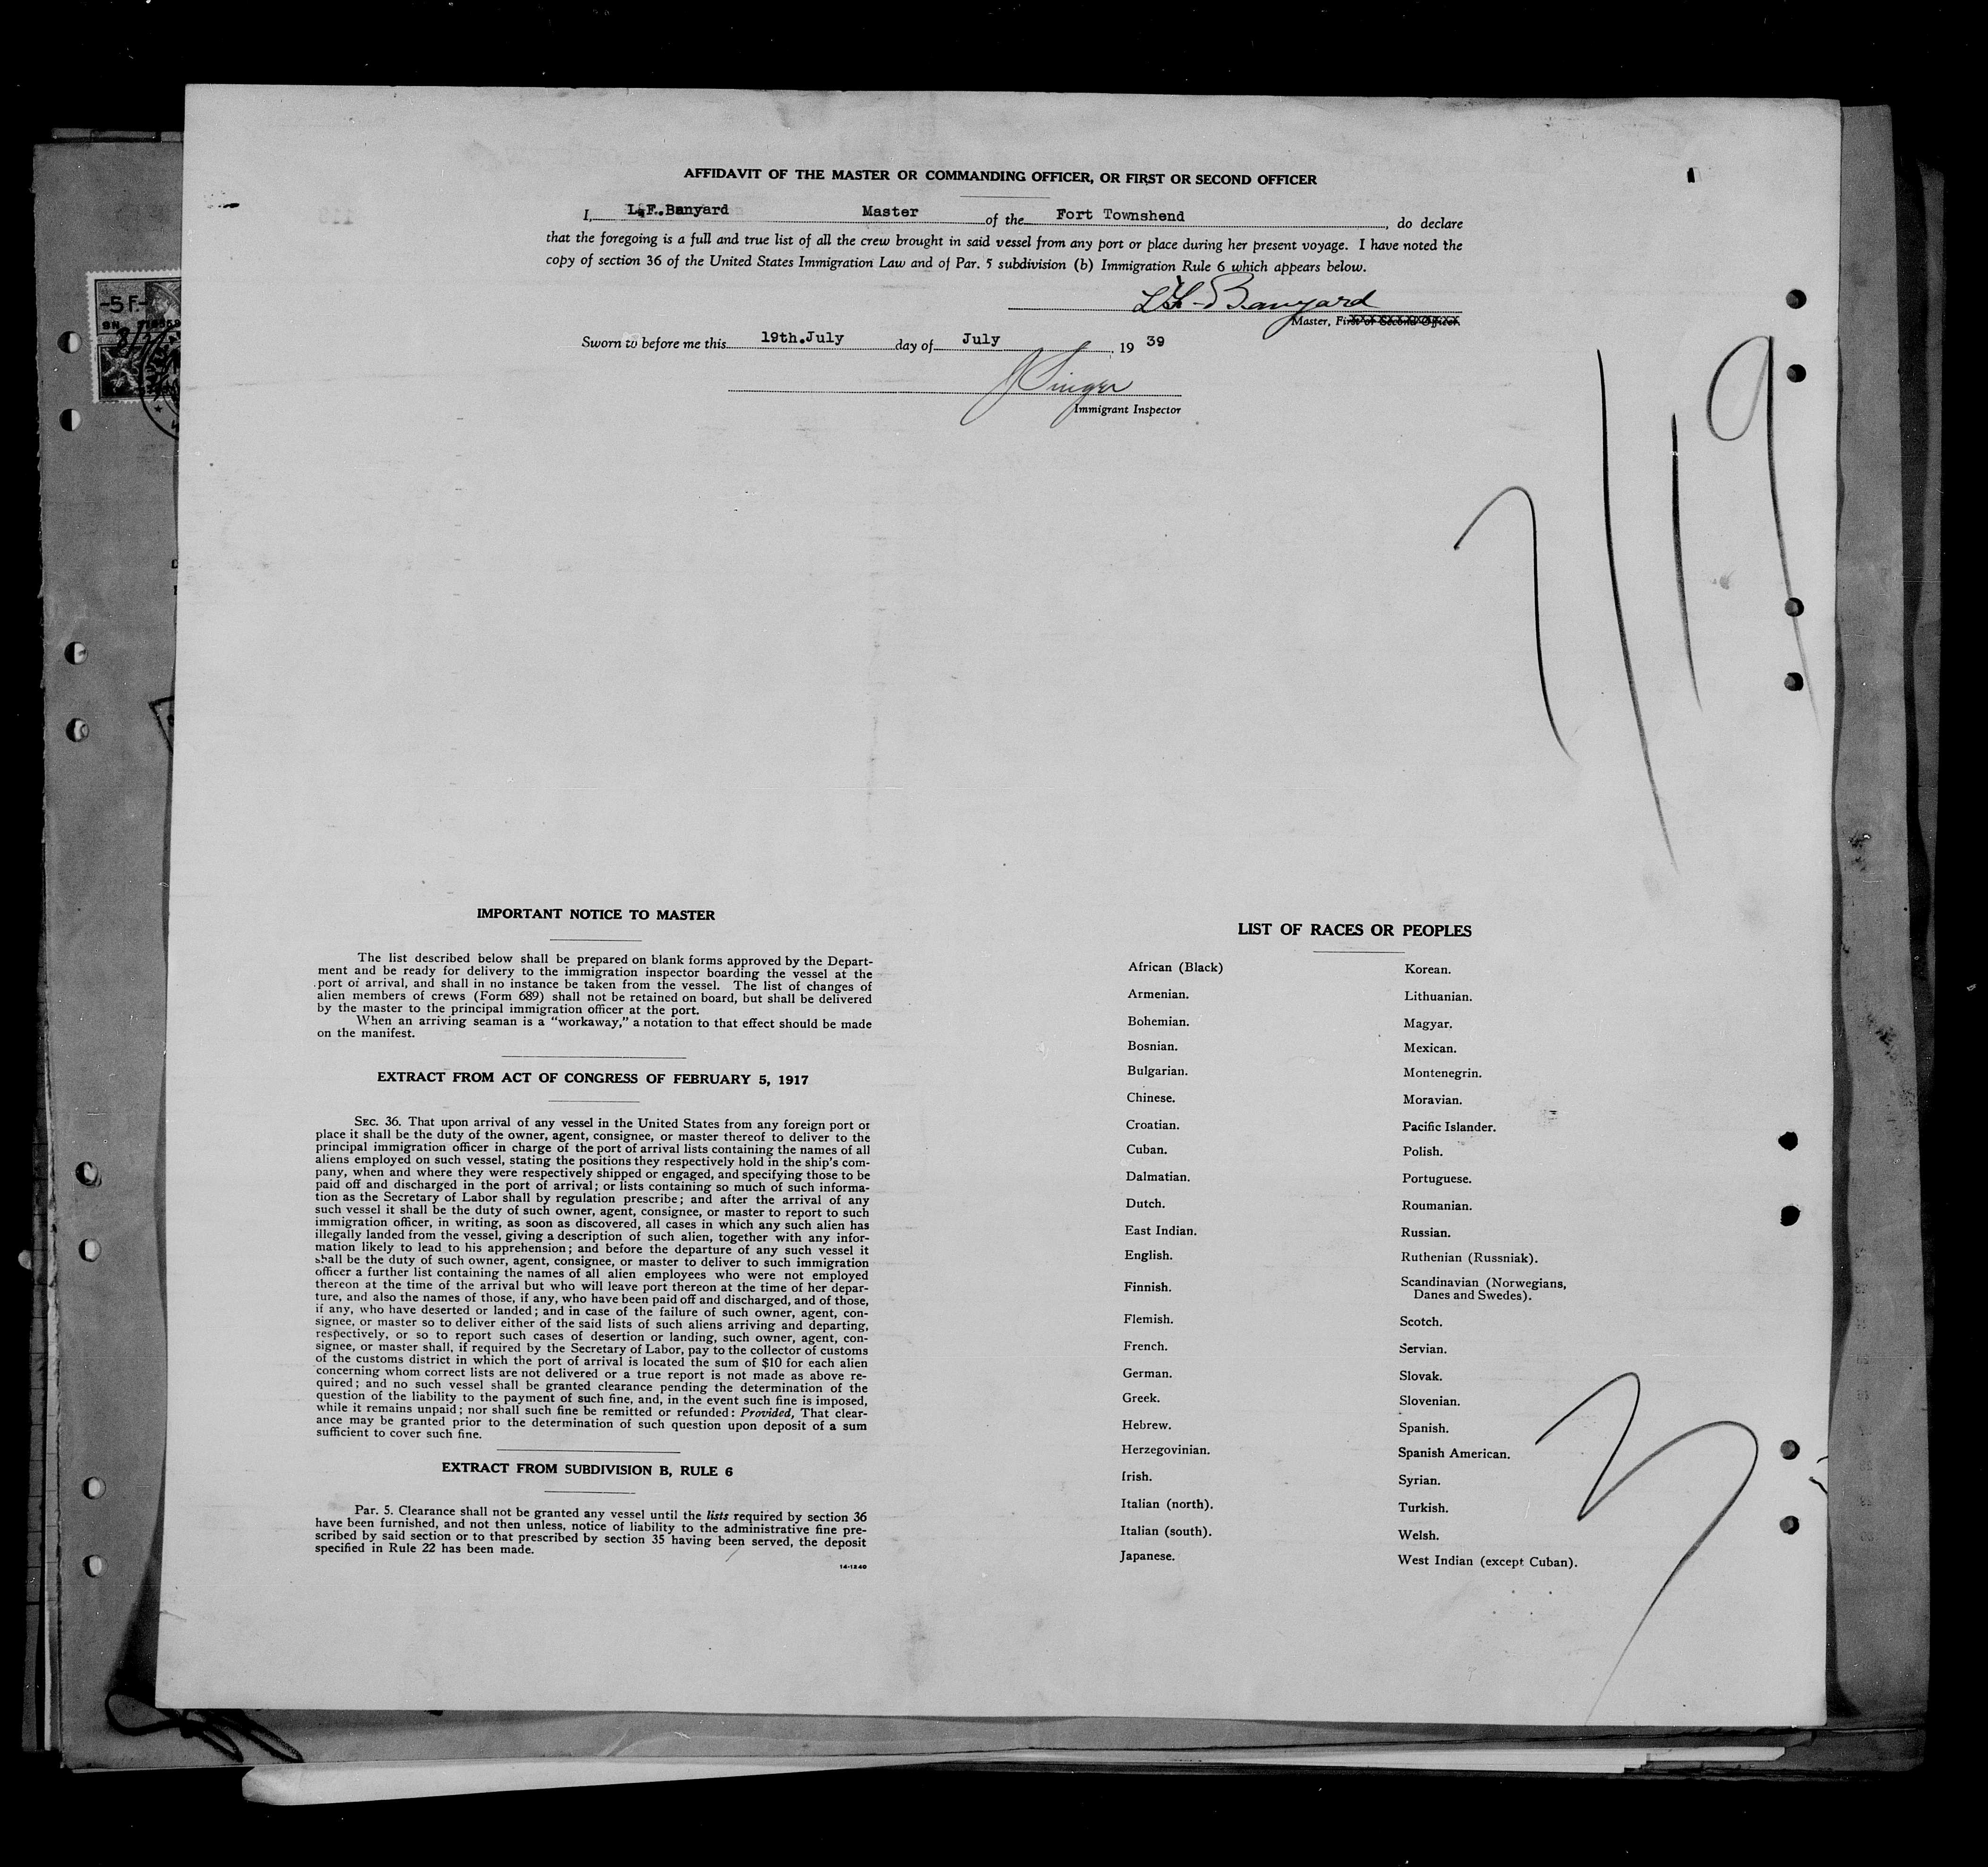 AFFIDAVIT OF THE MASTER OR COMMANDING OFFICER, OR FIRST OR SECOND OFFICER
I, L.F.Banyard Master of the Fort Townshend, do declare
that the foregoing is a full and true list of all the crew brought in said vessel from any port or place during her present voyage. I have noted the
copy of section 36 of the United States Immigration Law and of Par. 5 subdivision (b) Immigration Rule 6 which appears below.
L F Banyard
Master, First or Second Officer.
Sworn to before me this 19th.July day of July, 19 39
J Singer
Immigrant Inspector
-5 F.-
IMPORTANT NOTICE TO MASTER
The list described below shall be prepared on blank forms approved by the Depart-
ment and be ready for delivery to the immigration inspector boarding the vessel at the
port of arrival, and shall in no instance be taken from the vessel. The list of changes of
alien members of crews (Form 689) shall not be retained on board, but shall be delivered
by the master to the principal immigration officer at the port.
When an arriving seaman is a “workaway,” a notation to that effect should be made
on the manifest.
EXTRACT FROM ACT OF CONGRESS OF FEBRUARY 5, 1917
SEC. 36. That upon arrival of any vessel in the United States from any foreign port or
place it shall be the duty of the owner, agent, consignee, or master thereof to deliver to the
principal immigration officer in charge of the port of arrival lists containing the names of all
aliens employed on such vessel, stating the positions they respectively hold in the ship's com-
pany, when and where they were respectively shipped or engaged, and specifying those to be
paid off and discharged in the port of arrival; or lists containing so much of such informa-
tion as the Secretary of Labor shall by regulation prescribe; and after the arrival of any
such vessel it shall be the duty of such owner, agent, consignee, or master to report to such
immigration officer, in writing, as soon as discovered, all cases in which any such alien has
illegally landed from the vessel, giving a description of such alien, together with any infor-
mation likely to lead to his apprehension; and before the departure of any such vessel it
shall be the duty of such owner, agent, consignee, or master to deliver to such immigration
officer a further list containing the names of all alien employees who were not employed
thereon at the time of the arrival but who will leave port thereon at the time of her depar-
ture, and also the names of those, if any, who have been paid off and discharged, and of those,
if any, who have deserted or landed; and in case of the failure of such owner, agent, con-
signee, or master so to deliver either of the said lists of such aliens arriving and departing,
respectively, or so to report such cases of desertion or landing, such owner, agent, con-
signee, or master shall, if required by the Secretary of Labor, pay to the collector of customs
of the customs district in which the port of arrival is located the sum of $10 for each alien
concerning whom correct lists are not delivered or a true report is not made as above re-
quired; and no such vessel shall be granted clearance pending the determination of the
question of the liability to the payment of such fine, and, in the event such fine is imposed,
while it remains unpaid; nor shall such fine be remitted or refunded: Provided, That clear-
ance may be granted prior to the determination of such question upon deposit of a sum
sufficient to cover such fine.
EXTRACT FROM SUBDIVISION B, RULE 6
Par. 5. Clearance shall not be granted any vessel until the lists required by section 36
have been furnished, and not then unless, notice of liability to the administrative fine pre-
scribed by said section or to that prescribed by section 35 having been served, the deposit
specified in Rule 22 has been made.
14-1240
LIST OF RACES OR PEOPLES
African (Black)
Armenian.
Bohemian.
Bosnian.
Bulgarian.
Chinese.
Croatian.
Cuban.
Dalmatian.
Dutch.
East Indian.
English.
Finnish.
Flemish.
French.
German.
Greek.
Hebrew.
Herzegovinian.
Irish.
Italian (north).
Italian (south).
Japanese.
Korean.
Lithuanian.
Magyar.
Mexican.
Montenegrin.
Moravian.
Pacific Islander.
Polish.
Portuguese.
Roumanian.
Russian.
Ruthenian (Russniak).
Scandinavian (Norwegians,
Danes and Swedes).
Scotch.
Servian.
Slovak.
Slovenian.
Spanish.
Spanish American.
Syrian.
Turkish.
Welsh.
West Indian (except Cuban).